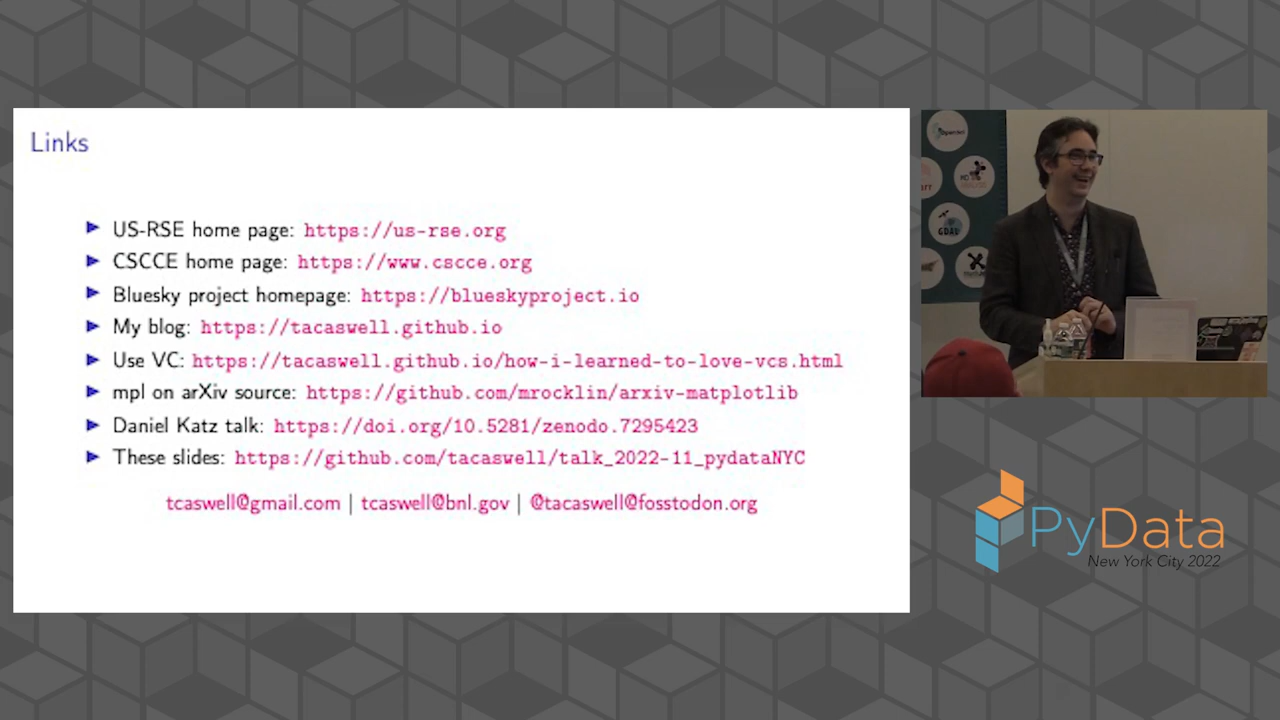 Links
US-RSE home page: https://us-rse.org
CSCCE home page: https://www.cscce.org
Bluesky project homepage: https://blueskyproject.io
My blog: https://tacaswell.github.io
Use VC: https://tacaswell.github.io/how-i-learned-to-love-vcs.html
mpl on arXiv source: https://github.com/mrocklin/arxiv-matplotlib
Daniel Katz talk: https://doi.org/10.5281/zenodo.7295423
These slides: https://github.com/tacaswell/talk_2022-11_pydataNYC
tcaswell@gmail.com | tcaswell@bnl.gov | @tacaswell@fosstodon.org
GDAL
PyData
New York City 2022